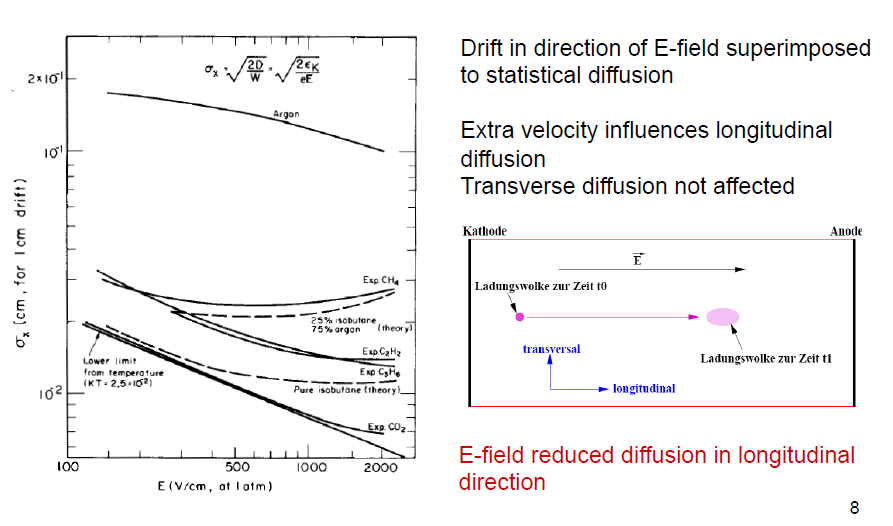 2×10⁻¹
10⁻¹
10⁻²
σx (cm, for 1cm drift)
σx = √(2D/W) = √(2ϵK/eE)
Argon
Exp. CH4
25% isobutane
75% argon (theory)
Exp C2H2
Exp C3H6
Pure isobutane (theory)
Exp. CO2
Lower limit
from temperature
(KT = 2,5×10⁻²)
100 500 1000 2000
E (V/cm, at 1atm)
Drift in direction of E-field superimposed
to statistical diffusion
Extra velocity influences longitudinal
diffusion
Transverse diffusion not affected
Kathode Anode
E
Ladungswolke zur Zeit t0
transversal
Ladungswolke zur Zeit t1
longitudinal
E-field reduced diffusion in longitudinal
direction
8